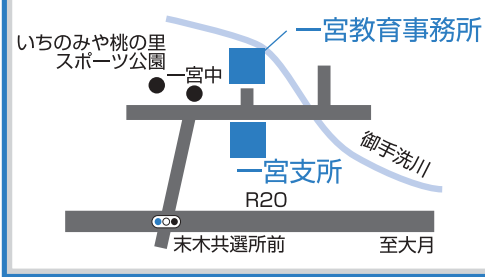 一宮教育事務所
いちのみや桃の里
スポーツ公園
一宮中
御手洗川
一宮支所
R20
末木共選所前
至大月